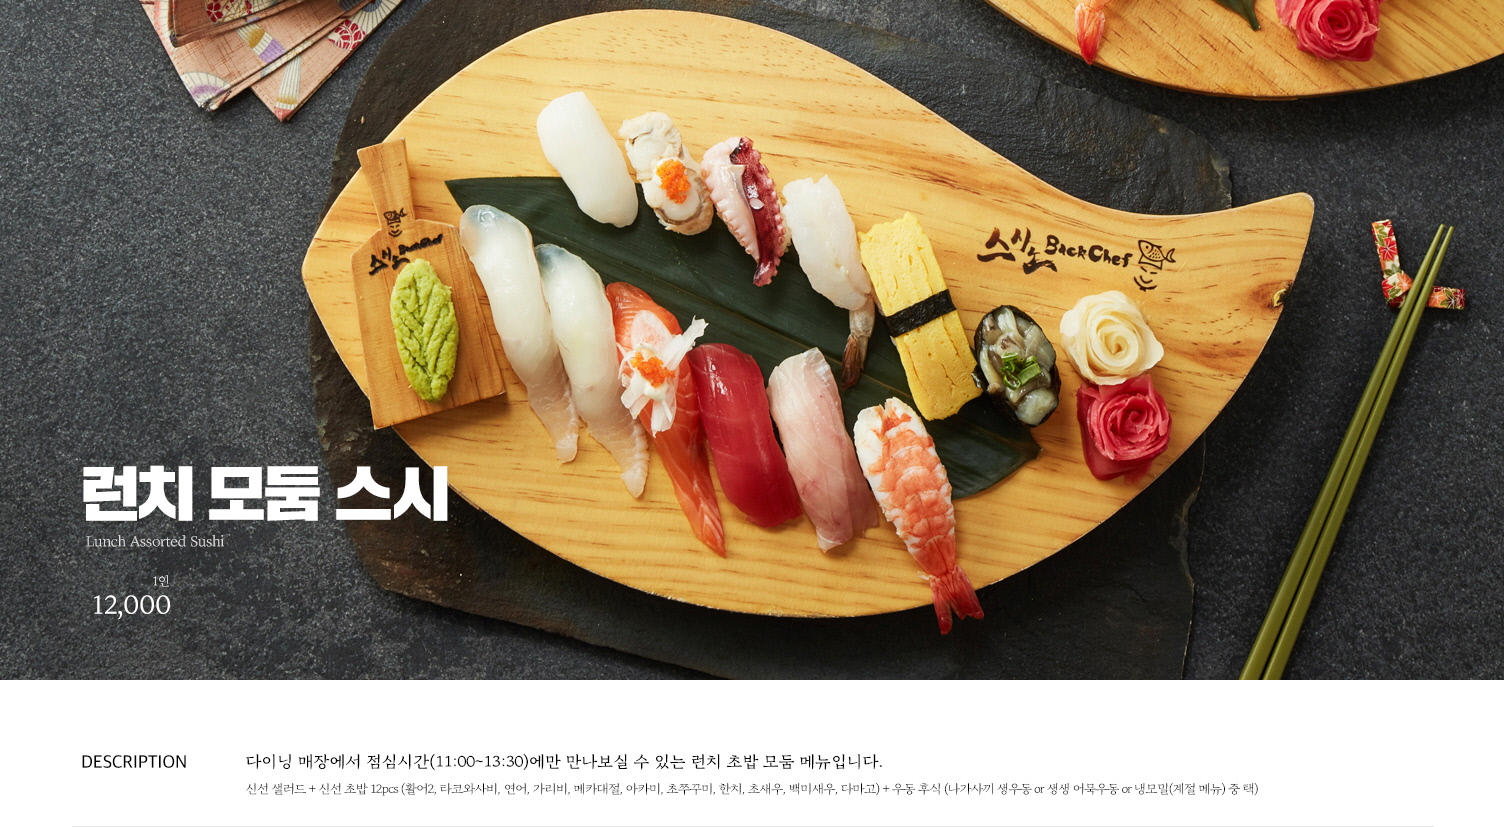 스시노 BackChef
스시노 BackChef
런치 모둠 스시
Lunch Assorted Sushi
1인
12,000
DESCRIPTION
다이닝 매장에서 점심시간(11:00~13:30)에만 만나보실 수 있는 런치 초밥 모둠 메뉴입니다.
신선 샐러드 + 신선 초밥 12pcs (활어2, 타코와사비, 연어, 가리비, 메카대절, 아카미, 초쭈꾸미, 한치, 초새우, 백미새우, 다마고) + 우동 후식 (나가사끼 생우동 or 생생 어묵우동 or 냉모밀(계절 메뉴) 중 택)